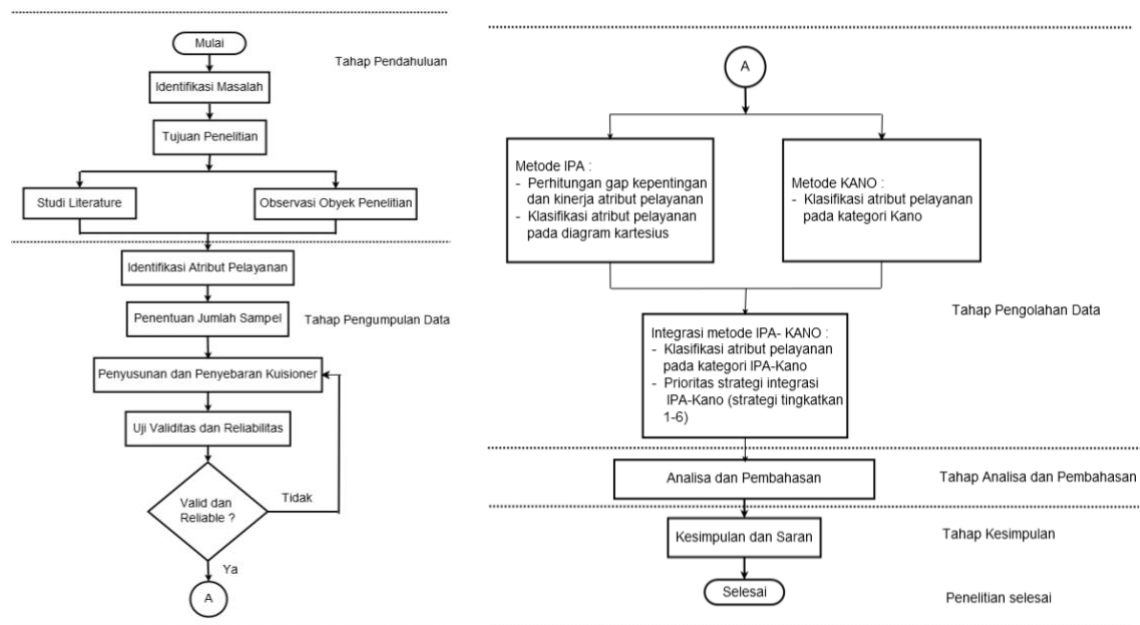 Mulai
Tahap Pendahuluan
Identifikasi Masalah
Tujuan Penelitian
Studi Literature
Observasi Obyek Penelitian
Identifikasi Atribut Pelayanan
Penentuan Jumlah Sampel
Tahap Pengumpulan Data
Penyusunan dan Penyebaran Kuisioner
Uji Validitas dan Reliabilitas
Valid dan
Reliable ?
Tidak
Ya
A
A
Metode IPA :
- Perhitungan gap kepentingan
dan kinerja atribut pelayanan
- Klasifikasi atribut pelayanan
pada diagram kartesius
Metode KANO :
- Klasifikasi atribut pelayanan
pada kategori Kano
Tahap Pengolahan Data
Integrasi metode IPA- KANO :
- Klasifikasi atribut pelayanan
pada kategori IPA-Kano
- Prioritas strategi integrasi
IPA-Kano (strategi tingkatkan
1-6)
Analisa dan Pembahasan
Tahap Analisa dan Pembahasan
Kesimpulan dan Saran
Tahap Kesimpulan
Selesai
Penelitian selesai